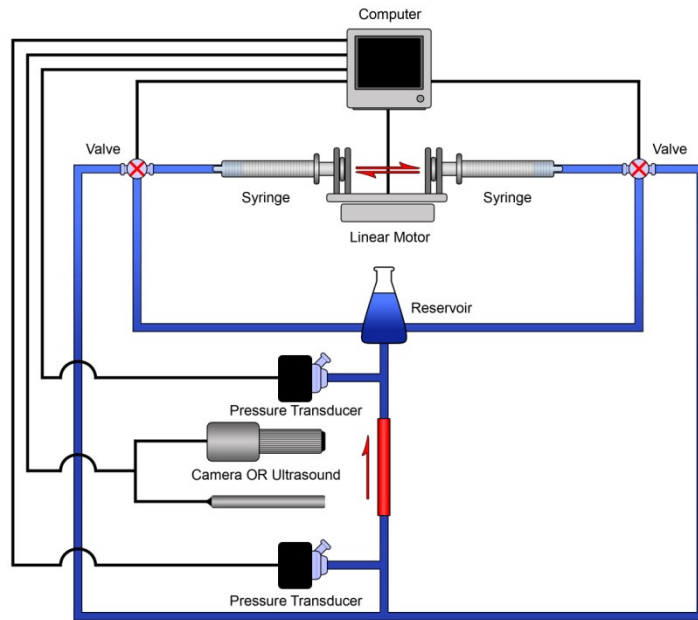 Computer
Valve
Valve
Syringe
Syringe
Linear Motor
Reservoir
Pressure Transducer
Camera OR Ultrasound
Pressure Transducer